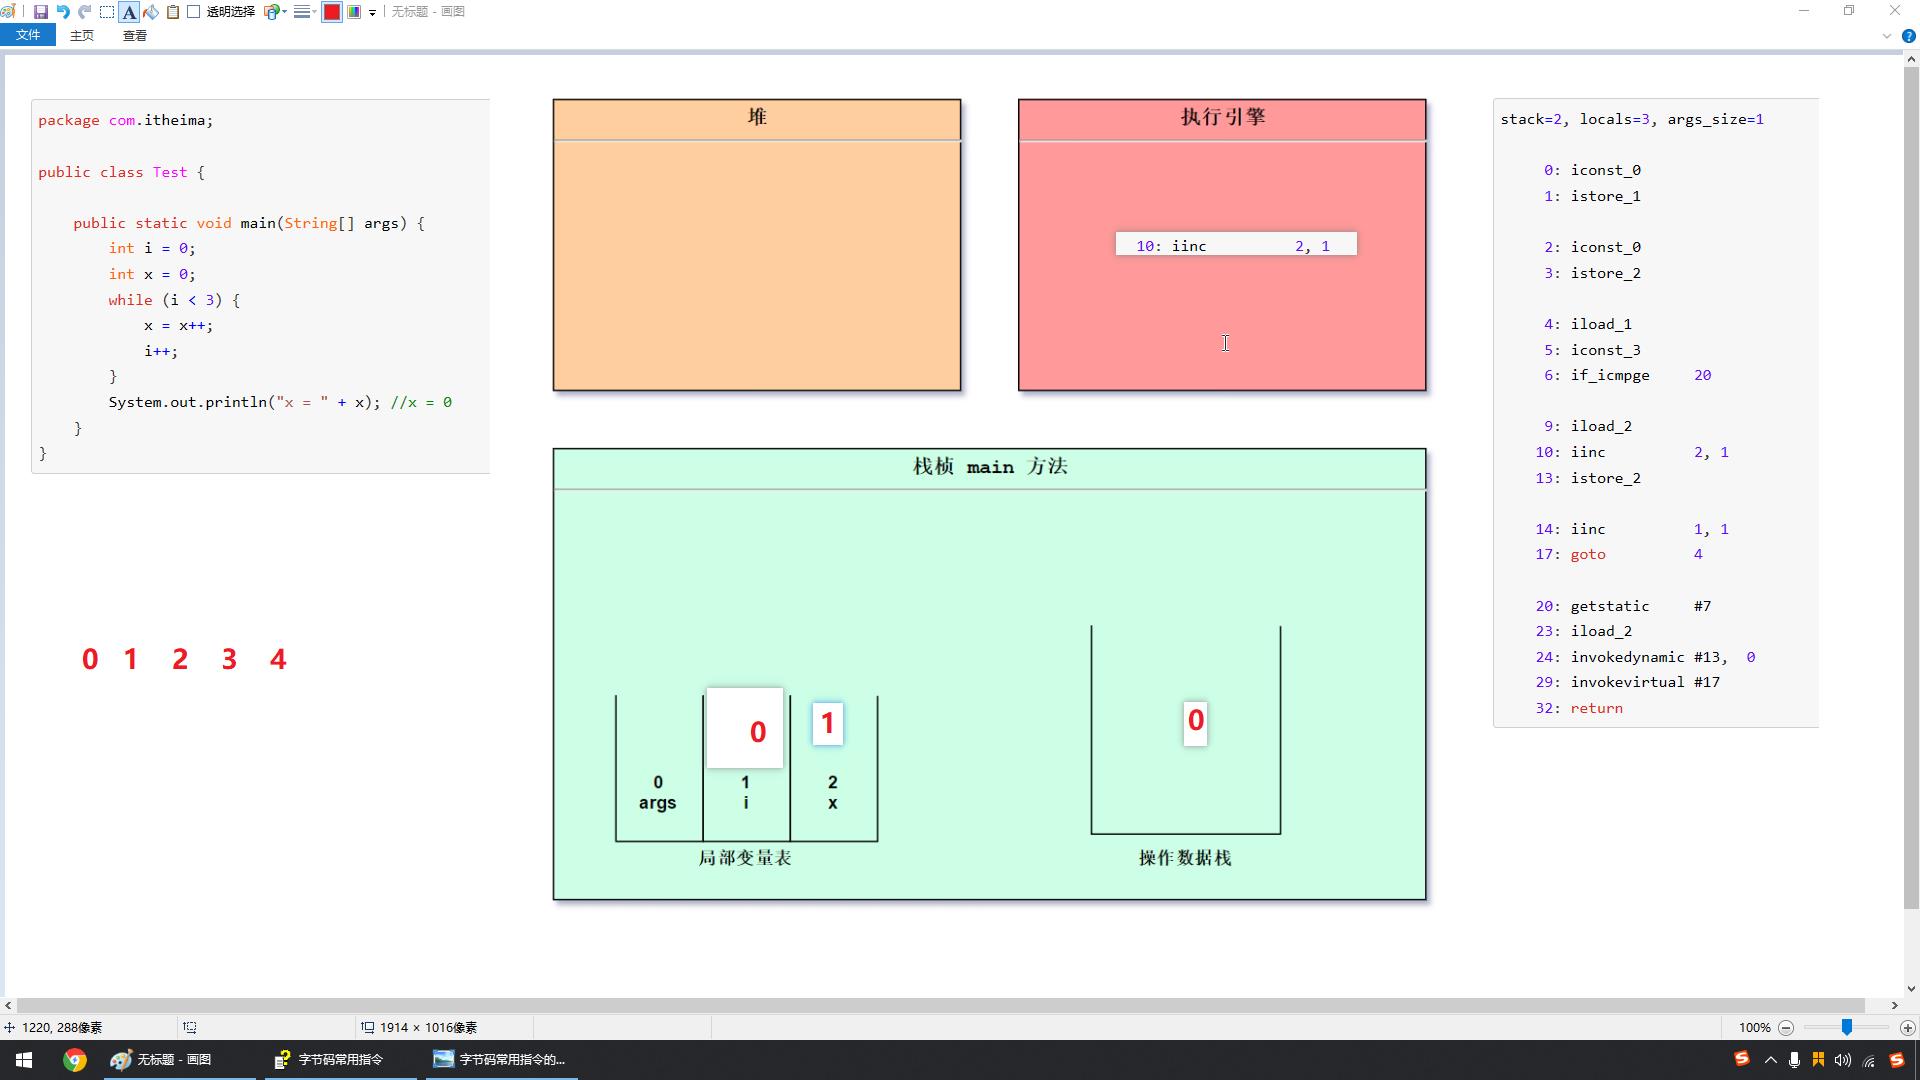 透明选择
无标题 - 画图
文件 主页 查看
package com.itheima;
public class Test {
public static void main(String[] args) {
int i = 0;
int x = 0;
while (i < 3) {
x = x++;
i++;
}
System.out.println("x = " + x); //x = 0
}
}
0 1 2 3 4
堆
执行引擎
10: iinc 2, 1
栈桢 main 方法
0 1
0 1 2
args i x
局部变量表
0
操作数据栈
stack=2, locals=3, args_size=1
0: iconst_0
1: istore_1
2: iconst_0
3: istore_2
4: iload_1
5: iconst_3
6: if_icmpge 20
9: iload_2
10: iinc 2, 1
13: istore_2
14: iinc 1, 1
17: goto 4
20: getstatic #7
23: iload_2
24: invokedynamic #13, 0
29: invokevirtual #17
32: return
1220, 288像素
1914 × 1016像素
100%
无标题 - 画图
字节码常用指令
字节码常用指令的...